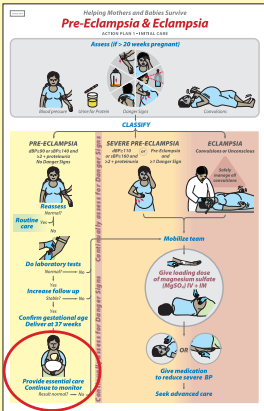 Helping Mothers and Babies Survive
Pre-Eclampsia & Eclampsia
ACTION PLAN 1 • INITIAL CARE
Assess (if > 20 weeks pregnant)
Blood pressure
Urine for Protein
Danger Signs
Convulsions
CLASSIFY
PRE-ECLAMPSIA
dBP≥90 or sBP≥140 and
≥2 + proteinuria
No Danger Signs
SEVERE PRE-ECLAMPSIA
dBP≥110
or sBP≥160 and
≥2 + proteinuria
or
Pre-Eclampsia
and
≥1 Danger Sign
ECLAMPSIA
Convulsions or Unconscious
Safely
manage all
convulsions
Continually assess for Danger Signs
Reassess
Normal?
Yes
No
Routine
care
Do laboratory tests
Normal?
No
Yes
Increase follow up
Stable?
No
Yes
Confirm gestational age
Deliver at 37 weeks
Provide essential care
Continue to monitor
Result normal?
No
Continually assess for Danger Signs
Mobilize team
Give loading dose
of magnesium sulfate
(MgSO₄) IV + IM
OR
Give medication
to reduce severe BP
Seek advanced care